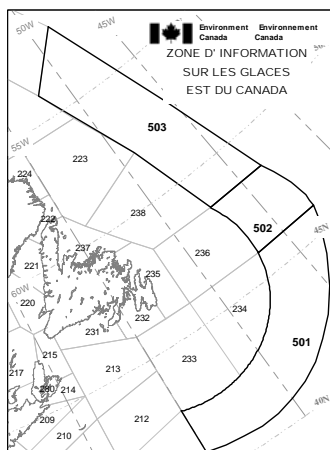 Environment Canada
Environnement Canada
ZONE D' INFORMATION
SUR LES GLACES
EST DU CANADA
50W
45W
503
55W
223
224
238
222
502
237
236
45N
221
235
60W
220
232
234
231
501
215
233
213
217
280
214
40N
209
212
210